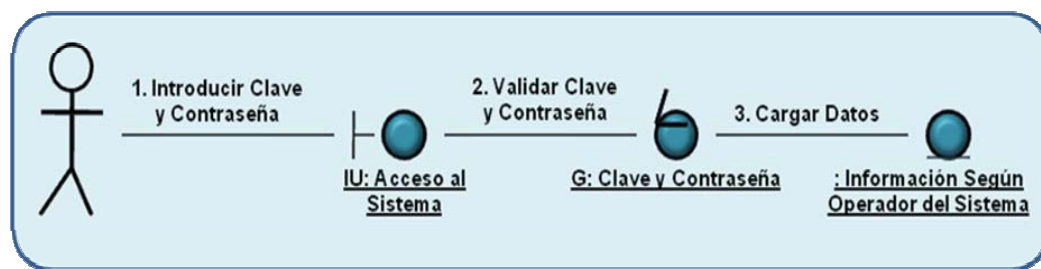 1. Introducir Clave
y Contraseña
2. Validar Clave
y Contraseña
3. Cargar Datos
IU: Acceso al
Sistema
G: Clave y Contraseña
: Información Según
Operador del Sistema